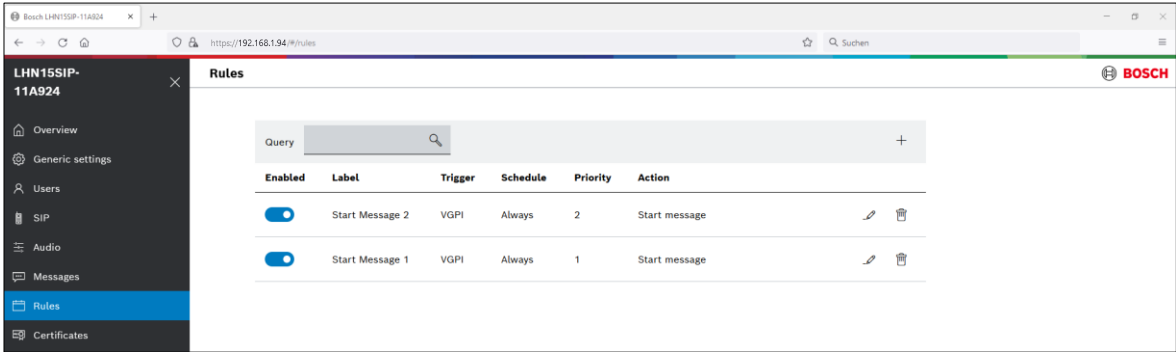 Bosch LHN15SIP-11A924
https://192.168.1.94/#/rules
Suchen
LHN15SIP-
11A924
Rules
BOSCH
Overview
Generic settings
Users
SIP
Audio
Messages
Rules
Certificates
Query
Enabled Label Trigger Schedule Priority Action
Start Message 2 VGPI Always 2 Start message
Start Message 1 VGPI Always 1 Start message